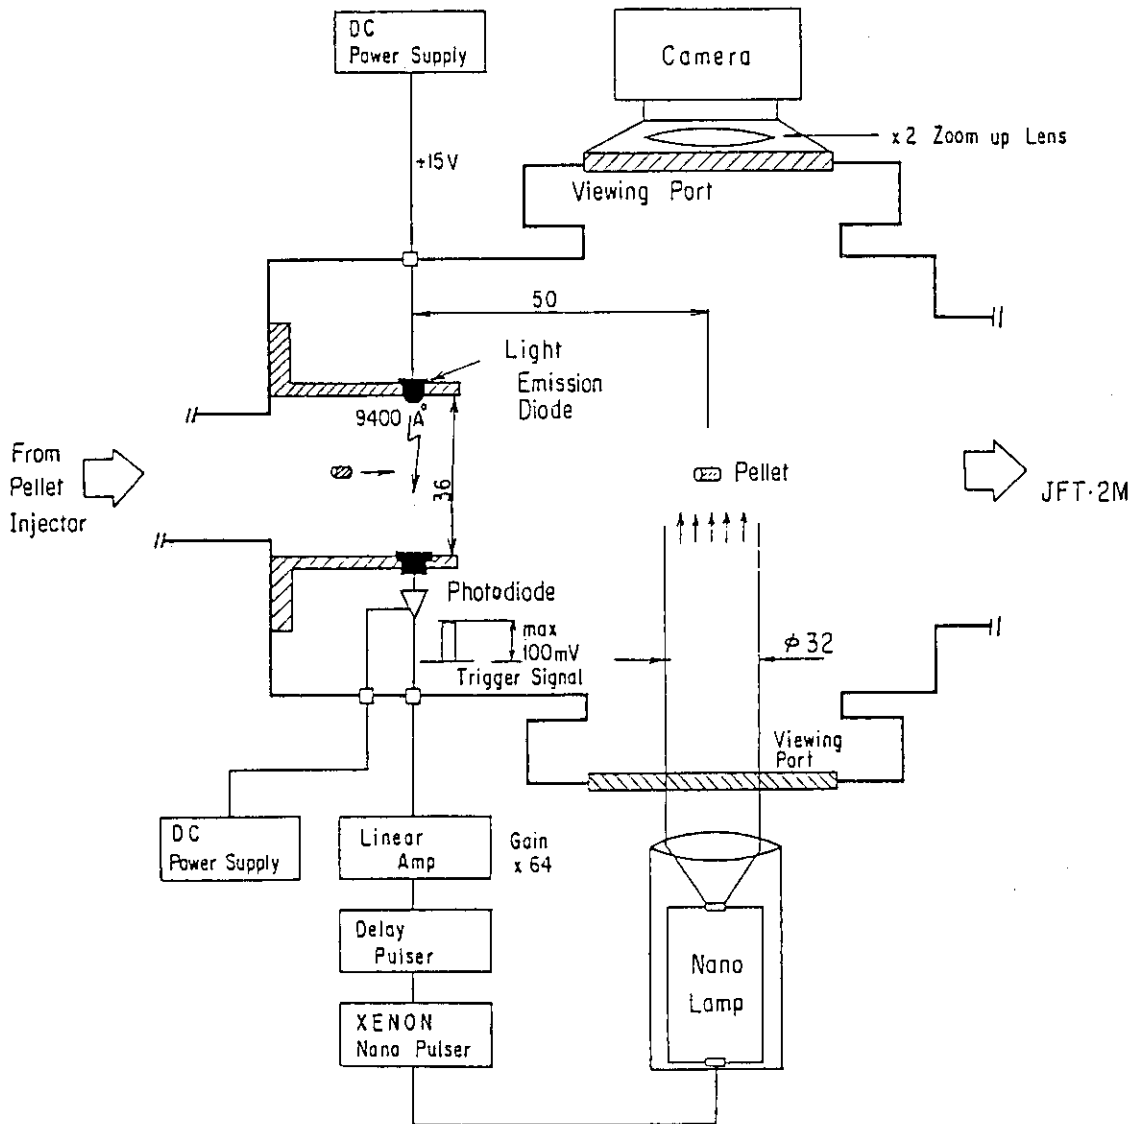 DC
Power Supply
Camera
x2 Zoom up Lens
±15V
Viewing Port
50
Light
Emission
Diode
9400 A°
36
From
Pellet
Injector
Pellet
JFT-2M
Photodiode
max
100mV
Trigger Signal
φ32
Viewing
Port
DC
Power Supply
Linear
Amp
Gain
x 64
Delay
Pulser
Nano
Lamp
XENON
Nano Pulser